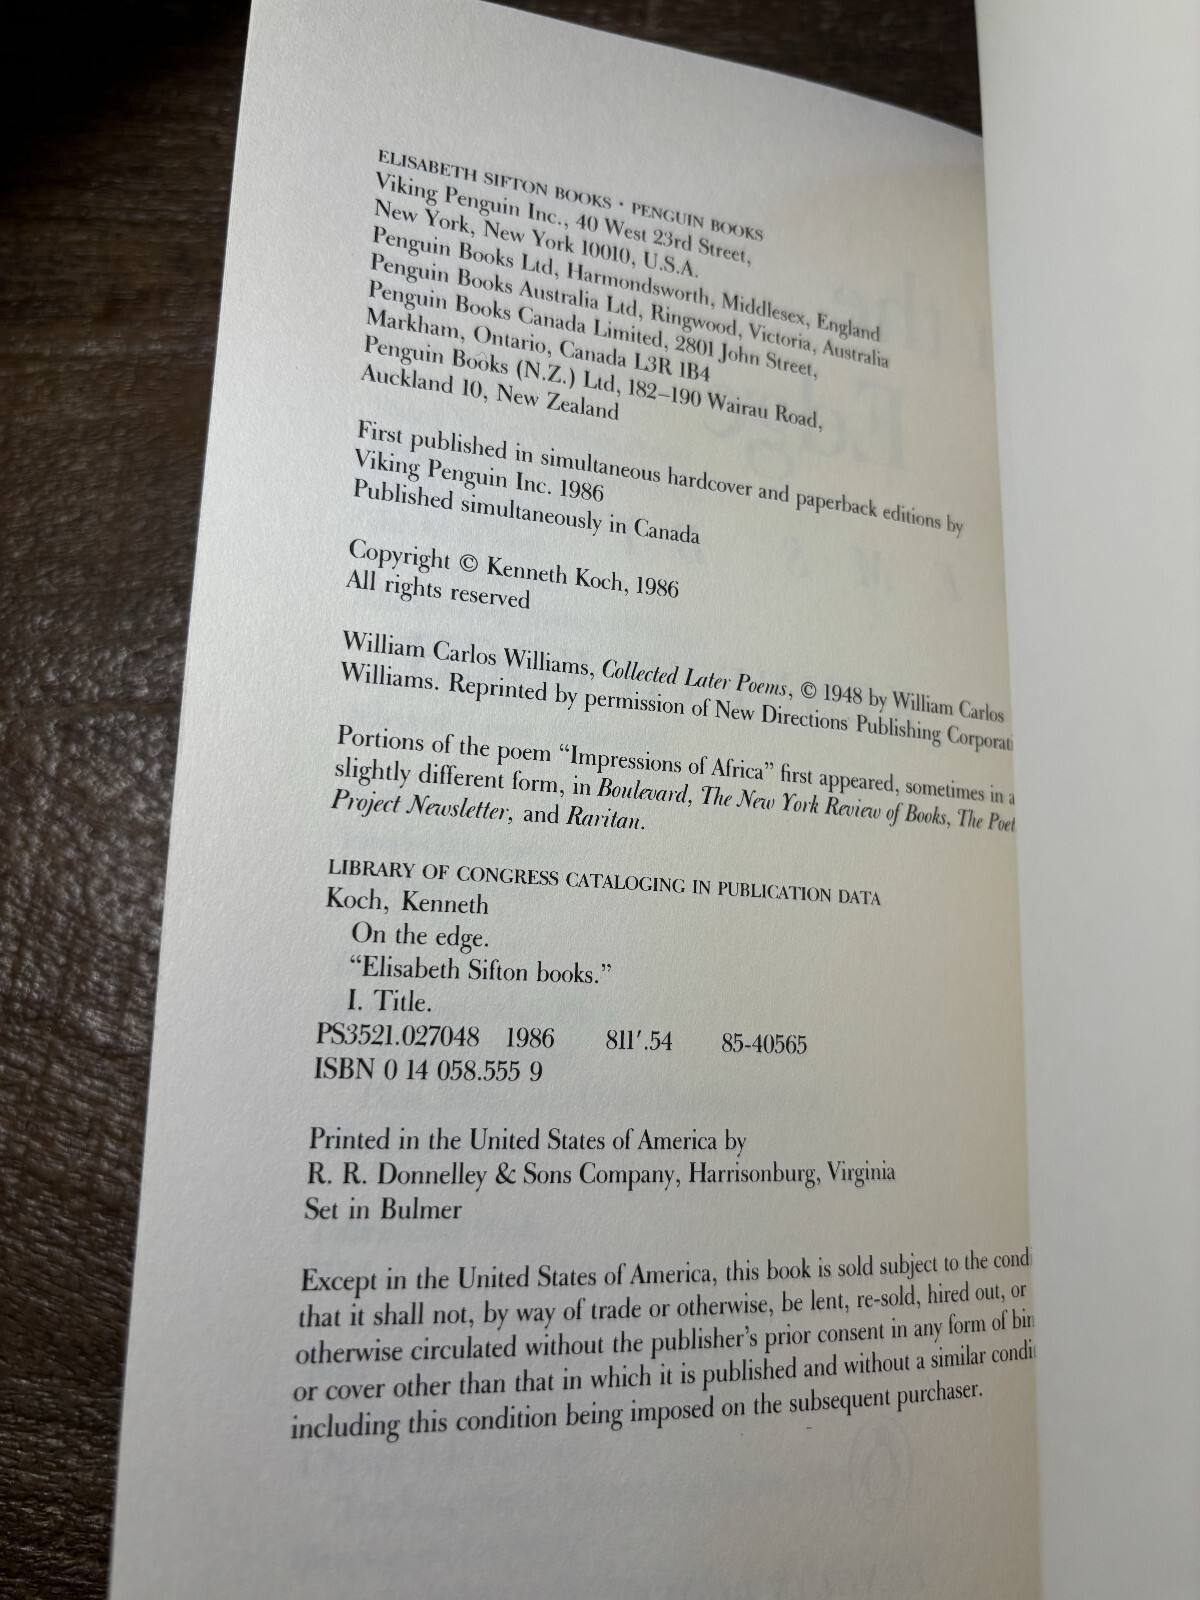 ELISABETH SIFTON BOOKS · PENGUIN BOOKS
Viking Penguin Inc., 40 West 23rd Street,
New York, New York 10010, U.S.A.
Penguin Books Ltd, Harmondsworth, Middlesex, England
Penguin Books Australia Ltd, Ringwood, Victoria, Australia
Penguin Books Canada Limited, 2801 John Street,
Markham, Ontario, Canada L3R 1B4
Penguin Books (N.Z.) Ltd, 182–190 Wairau Road,
Auckland 10, New Zealand
First published in simultaneous hardcover and paperback editions by
Viking Penguin Inc. 1986
Published simultaneously in Canada
Copyright © Kenneth Koch, 1986
All rights reserved
William Carlos Williams, Collected Later Poems, © 1948 by William Carlos
Williams. Reprinted by permission of New Directions Publishing Corporati
Portions of the poem “Impressions of Africa” first appeared, sometimes in a
slightly different form, in Boulevard, The New York Review of Books, The Poet
Project Newsletter, and Raritan.
LIBRARY OF CONGRESS CATALOGING IN PUBLICATION DATA
Koch, Kenneth
On the edge.
“Elisabeth Sifton books.”
I. Title.
PS3521.027048 1986 811′.54 85-40565
ISBN 0 14 058.555 9
Printed in the United States of America by
R. R. Donnelley & Sons Company, Harrisonburg, Virginia
Set in Bulmer
Except in the United States of America, this book is sold subject to the condi
that it shall not, by way of trade or otherwise, be lent, re-sold, hired out, or
otherwise circulated without the publisher’s prior consent in any form of bin
or cover other than that in which it is published and without a similar condi
including this condition being imposed on the subsequent purchaser.